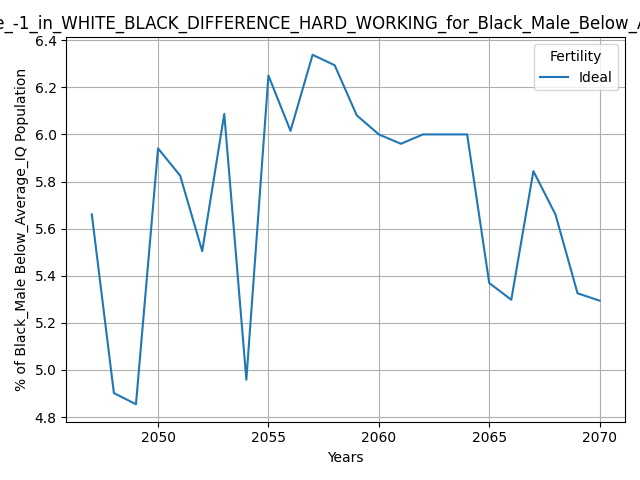 e_-1_in_WHITE_BLACK_DIFFERENCE_HARD_WORKING_for_Black_Male_Below_A
Fertility
Ideal
% of Black_Male Below_Average_IQ Population
6.4
6.2
6.0
5.8
5.6
5.4
5.2
5.0
4.8
2050 2055 2060 2065 2070
Years